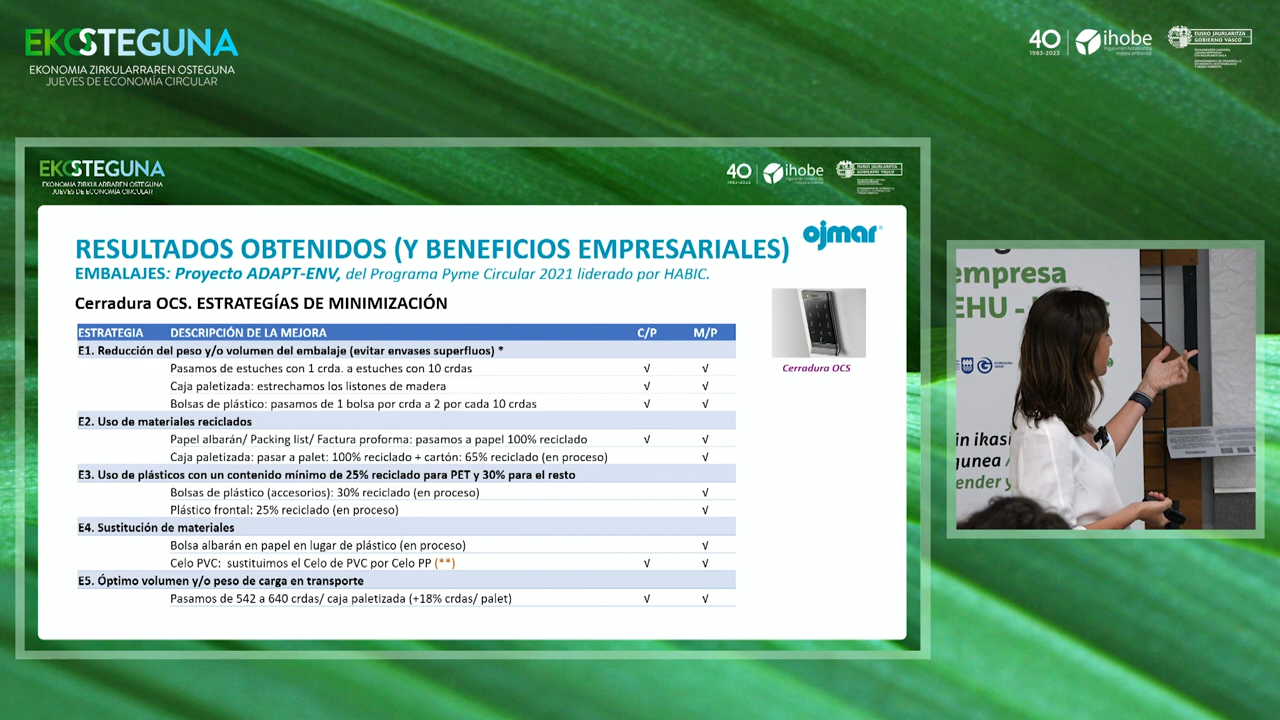 EKOSTEGUNA
EKONOMIA ZIRKULARRAREN OSTEGUNA
JUEVES DE ECONOMÍA CIRCULAR
40
1983-2023
ihobe
EUSKO JAURLARITZA
GOBIERNO VASCO
EKOSTEGUNA
EKONOMIA ZIRKULARRAREN OSTEGUNA
JUEVES DE ECONOMÍA CIRCULAR
40
1983-2023
ihobe
EUSKO JAURLARITZA
GOBIERNO VASCO
ojmar
RESULTADOS OBTENIDOS (Y BENEFICIOS EMPRESARIALES)
EMBALAJES: Proyecto ADAPT-ENV, del Programa Pyme Circular 2021 liderado por HABIC.
Cerradura OCS. ESTRATEGÍAS DE MINIMIZACIÓN
ESTRATEGIA DESCRIPCIÓN DE LA MEJORA C/P M/P
E1. Reducción del peso y/o volumen del embalaje (evitar envases superfluos) *
Pasamos de estuches con 1 crda. a estuches con 10 crdas √ √
Caja paletizada: estrechamos los listones de madera √ √
Bolsas de plástico: pasamos de 1 bolsa por crda a 2 por cada 10 crdas √ √
E2. Uso de materiales reciclados
Papel albarán/ Packing list/ Factura proforma: pasamos a papel 100% reciclado √ √
Caja paletizada: pasar a palet: 100% reciclado + cartón: 65% reciclado (en proceso) √
E3. Uso de plásticos con un contenido mínimo de 25% reciclado para PET y 30% para el resto
Bolsas de plástico (accesorios): 30% reciclado (en proceso) √
Plástico frontal: 25% reciclado (en proceso) √
E4. Sustitución de materiales
Bolsa albarán en papel en lugar de plástico (en proceso) √
Celo PVC: sustituimos el Celo de PVC por Celo PP (**) √ √
E5. Óptimo volumen y/o peso de carga en transporte
Pasamos de 542 a 640 crdas/ caja paletizada (+18% crdas/ palet) √ √
Cerradura OCS
empresa
EHU -
in ikasi
gunea
ender y